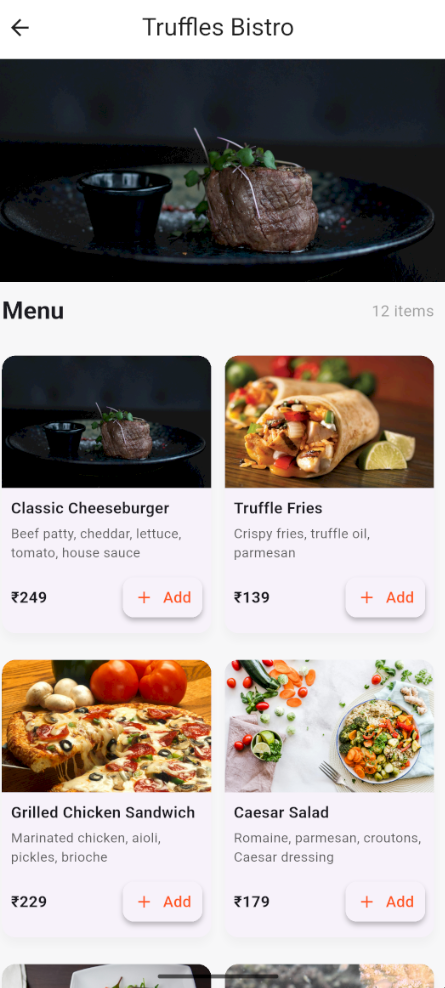 Truffles Bistro
Menu
12 items
Classic Cheeseburger
Beef patty, cheddar, lettuce,
tomato, house sauce
₹249
+ Add
Truffle Fries
Crispy fries, truffle oil,
parmesan
₹139
+ Add
Grilled Chicken Sandwich
Marinated chicken, aioli,
pickles, brioche
₹229
+ Add
Caesar Salad
Romaine, parmesan, croutons,
Caesar dressing
₹179
+ Add